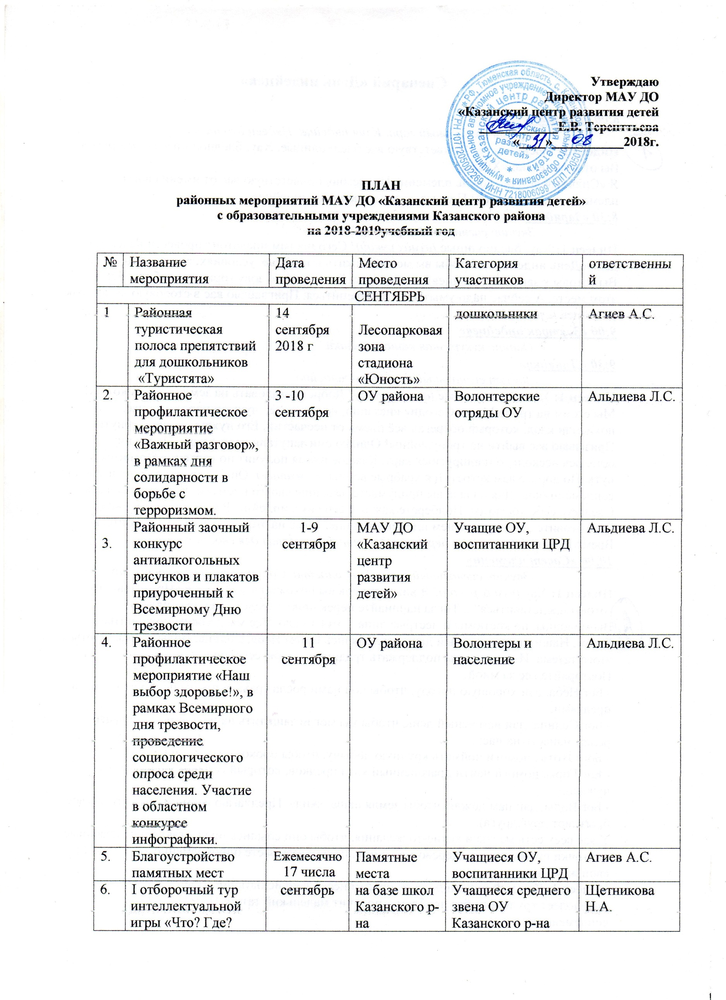 Утверждаю
Директор МАУ ДО
«Казанский центр развития детей
Е.В. Терентьева
«31» 08 2018г.
ПЛАН
районных мероприятий МАУ ДО «Казанский центр развития детей»
с образовательными учреждениями Казанского района
на 2018-2019учебный год
№ Название мероприятия Дата проведения Место проведения Категория участников ответственны й
СЕНТЯБРЬ
1 Районная
туристическая
полоса препятствий
для дошкольников
«Туристята»
14
сентября
2018 г
Лесопарковая
зона
стадиона
«Юность»
дошкольники
Агиев А.С.
2. Районное
профилактическое
мероприятие
«Важный разговор»,
в рамках дня
солидарности в
борьбе с
терроризмом.
3 -10
сентября
ОУ района
Волонтерские
отряды ОУ
Альдиева Л.С.
3. Районный заочный
конкурс
антиалкогольных
рисунков и плакатов
приуроченный к
Всемирному Дню
трезвости
1-9
сентября
МАУ ДО
«Казанский
центр
развития
детей»
Учащие ОУ,
воспитанники ЦРД
Альдиева Л.С.
4. Районное
профилактическое
мероприятие «Наш
выбор здоровье!», в
рамках Всемирного
дня трезвости,
проведение
социологического
опроса среди
населения. Участие
в областном
конкурсе
инфографики.
11
сентября
ОУ района
Волонтеры и
население
Альдиева Л.С.
5. Благоустройство
памятных мест
Ежемесячно
17 числа
Памятные
места
Учащиеся ОУ,
воспитанники ЦРД
Агиев А.С.
6. I отборочный тур
интеллектуальной
игры «Что? Где?
сентябрь
на базе школ
Казанского р-
на
Учащиеся среднего
звена ОУ
Казанского р-на
Щетникова
Н.А.
1